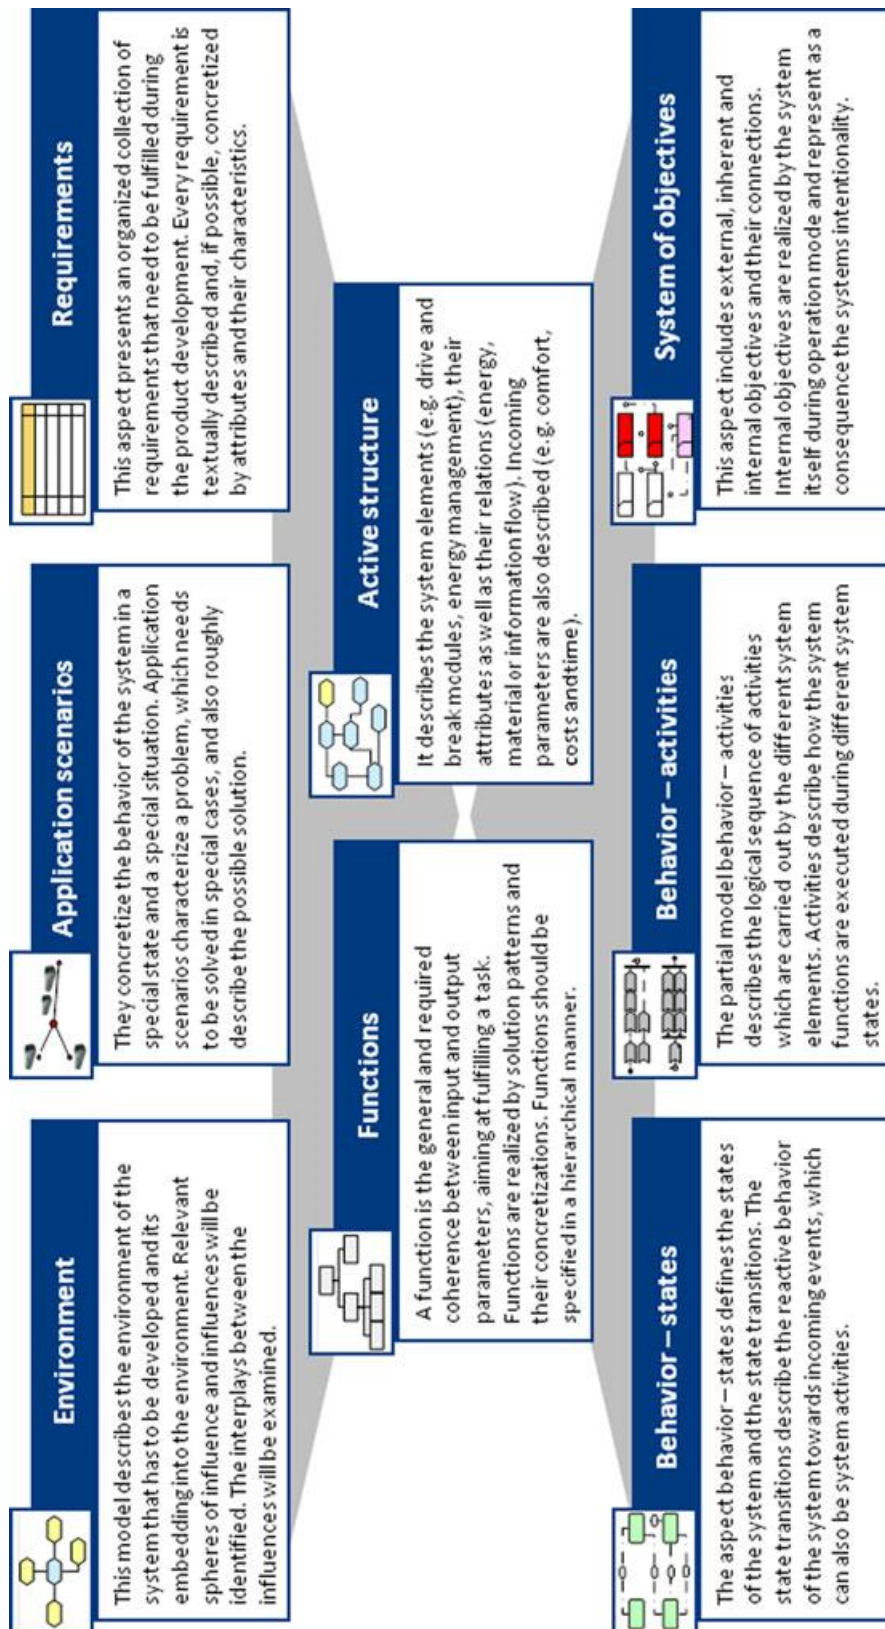 Environment
This model describes the environment of the
system that has to be developed and its
embedding into the environment. Relevant
spheres of influence and influences will be
identified. The interplays between the
influences will be examined.
Application scenarios
They concretize the behavior of the system in a
special state and a special situation. Application
scenarios characterize a problem, which needs
to be solved in special cases, and also roughly
describe the possible solution.
Requirements
This aspect presents an organized collection of
requirements that need to be fulfilled during
the product development. Every requirement is
textually described and, if possible, concretized
by attributes and their characteristics.
Functions
A function is the general and required
coherence between input and output
parameters, aiming at fulfilling a task.
Functions are realized by solution patterns and
their concretizations. Functions should be
specified in a hierarchical manner.
Active structure
It describes the system elements (e.g. drive and
break modules, energy management), their
attributes as well as their relations (energy,
material or information flow). Incoming
parameters are also described (e.g. comfort,
costs and time).
Behavior – states
The aspect behavior – states defines the states
of the system and the state transitions. The
state transitions describe the reactive behavior
of the system towards incoming events, which
can also be system activities.
Behavior – activities
The partial model behavior – activities
describes the logical sequence of activities
which are carried out by the different system
elements. Activities describe how the system
functions are executed during different system
states.
System of objectives
This aspect includes external, inherent and
internal objectives and their connections.
Internal objectives are realized by the system
itself during operation mode and represent as a
consequence the systems intentionality.